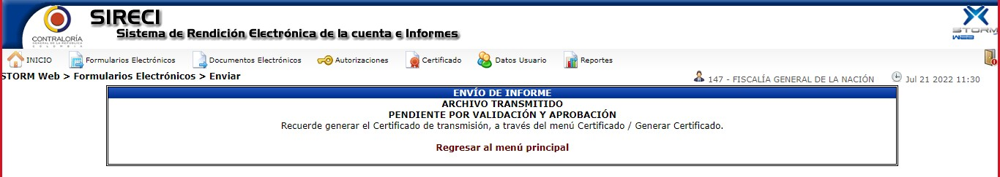 SIRECI
Sistema de Rendición Electrónica de la cuenta e Informes
CONTRALORÍA
GENERAL DE LA REPÚBLICA
COLOMBIA
STORM
WEB
INICIO Formularios Electrónicos Documentos Electrónicos Autorizaciones Certificado Datos Usuario Reportes
STORM Web > Formularios Electrónicos > Enviar
147 - FISCALÍA GENERAL DE LA NACIÓN Jul 21 2022 11:30
ENVÍO DE INFORME
ARCHIVO TRANSMITIDO
PENDIENTE POR VALIDACIÓN Y APROBACIÓN
Recuerde generar el Certificado de transmisión, a través del menú Certificado / Generar Certificado.
Regresar al menú principal